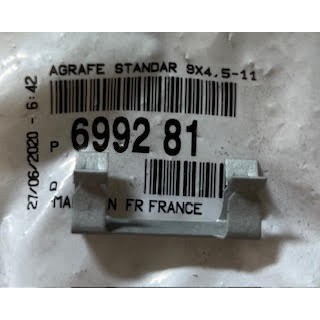 AGRAFE STANDAR 9X4,5-11
27/06/2020 - 6:42
P 6992 81
Q
FR FRANCE